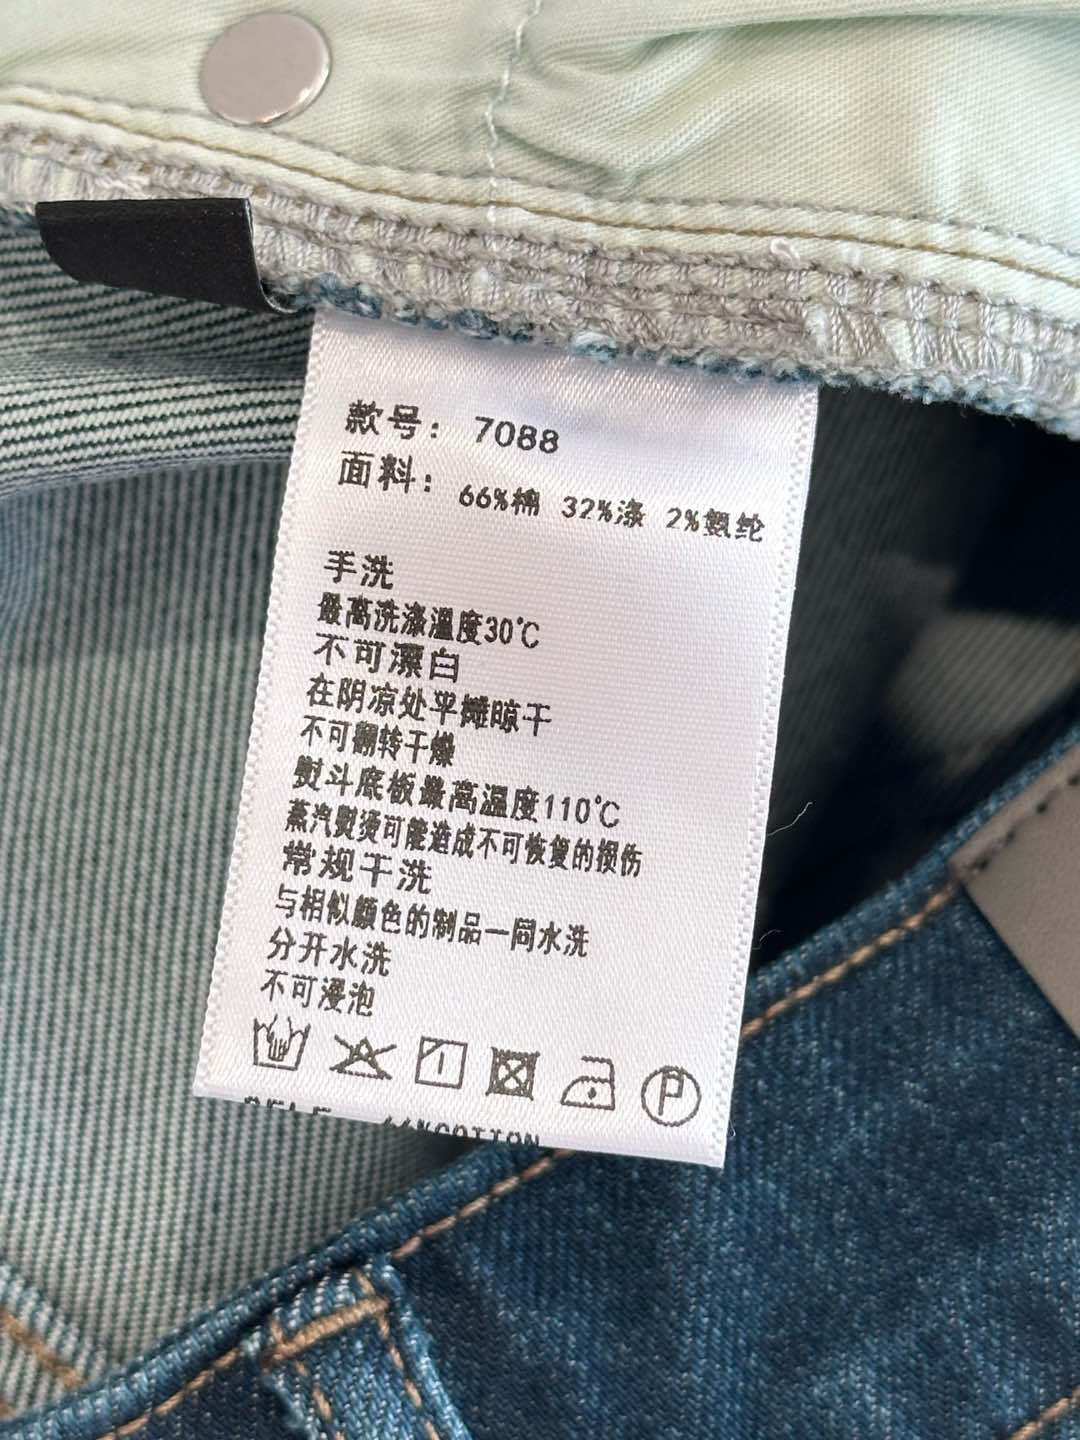 款号: 7088
面料: 66%棉 32%涤 2%氨纶
手洗
最高洗涤温度30℃
不可漂白
在阴凉处平摊晾干
不可翻转干燥
熨斗底板最高温度110℃
蒸汽熨烫可能造成不可恢复的损伤
常规干洗
与相似颜色的制品一同水洗
分开水洗
不可浸泡
P
66%COTTON